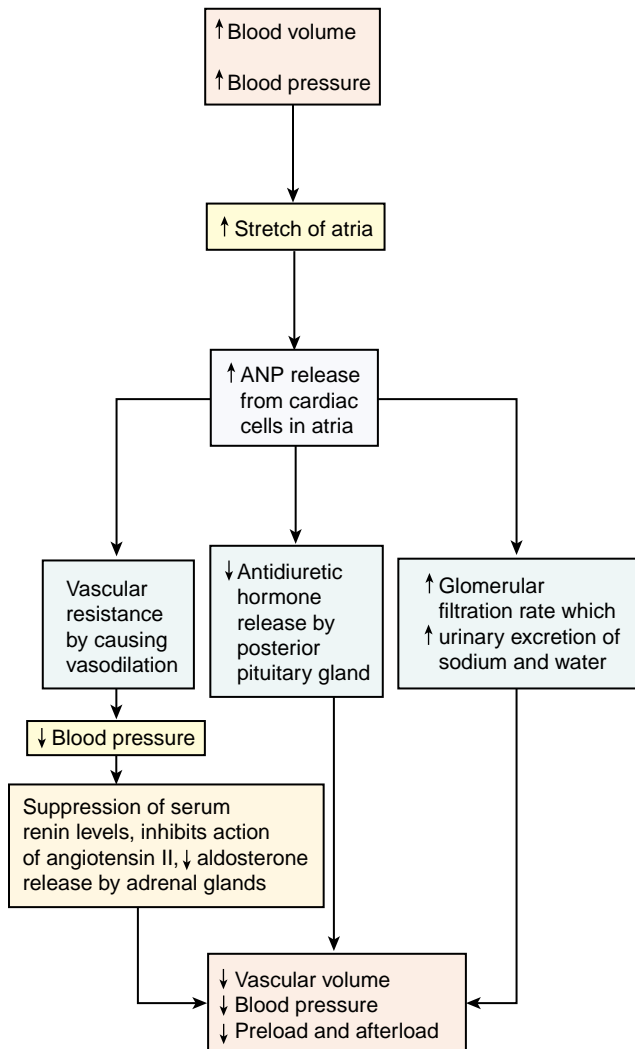 ↑ Blood volume
↑ Blood pressure
↑ Stretch of atria
↑ ANP release
from cardiac
cells in atria
Vascular
resistance
by causing
vasodilation
↓ Antidiuretic
hormone
release by
posterior
pituitary gland
↑ Glomerular
filtration rate which
↑ urinary excretion of
sodium and water
↓ Blood pressure
Suppression of serum
renin levels, inhibits action
of angiotensin II, ↓ aldosterone
release by adrenal glands
↓ Vascular volume
↓ Blood pressure
↓ Preload and afterload